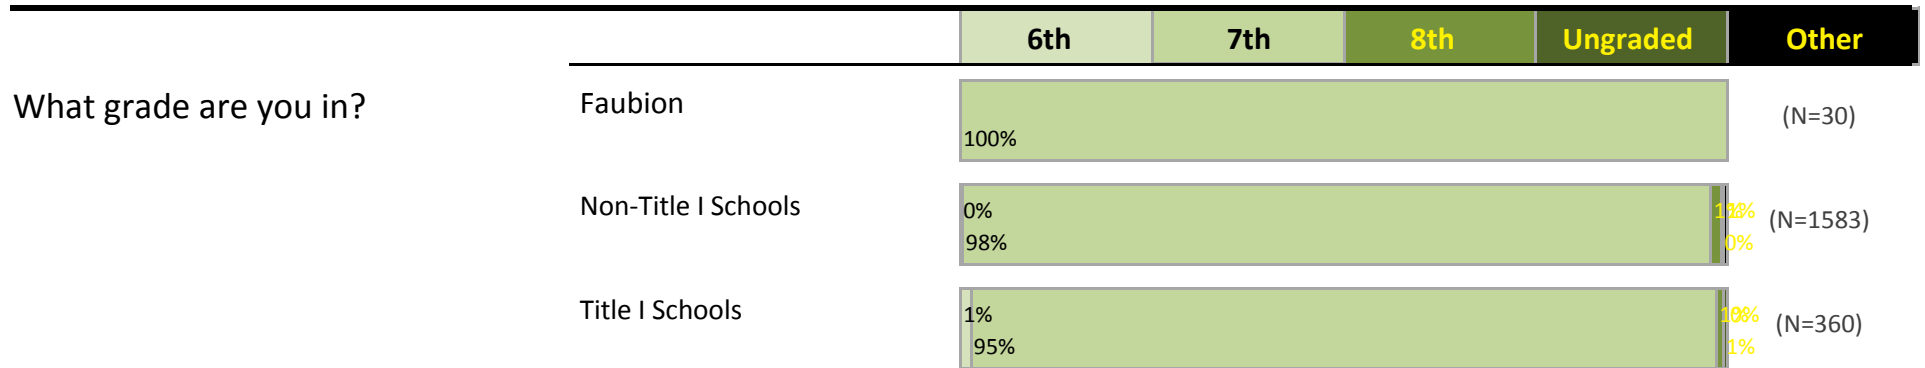 6th 7th 8th Ungraded Other
What grade are you in? Faubion (N=30)
100%
Non-Title I Schools 0% (N=1583)
98% 0%
Title I Schools 1% (N=360)
95% 1%